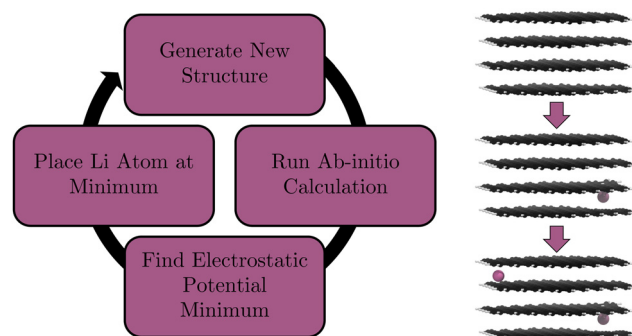 Generate New
Structure
Place Li Atom at
Minimum
Run Ab-initio
Calculation
Find Electrostatic
Potential
Minimum